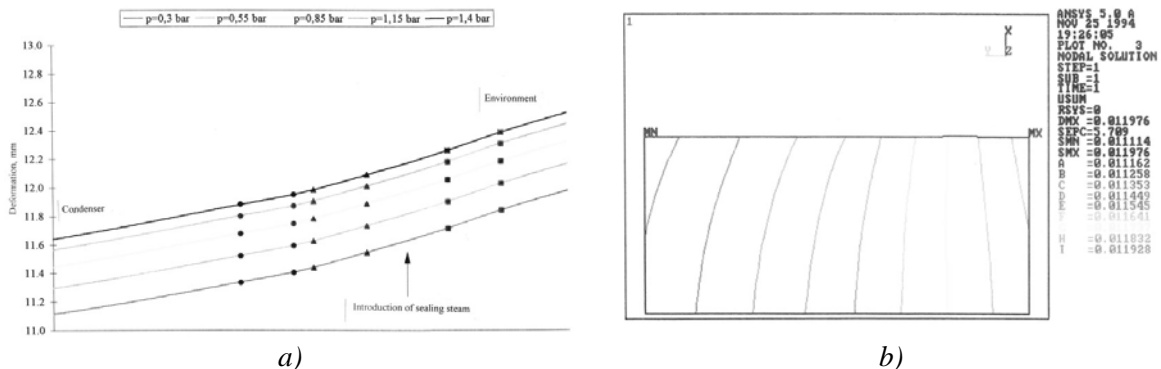 p=0,3 bar p=0,55 bar p=0,85 bar p=1,15 bar p=1,4 bar
13.0
12.8
12.6
12.4
12.2
12.0
11.8
11.6
11.4
11.2
11.0
Deformation, mm
Condenser
Environment
Introduction of sealing steam
a)
1
X
Y
Z
MN
MX
ANSYS 5.0 A
NOV 25 1994
19:26:05
PLOT NO. 3
NODAL SOLUTION
STEP=1
SUB =1
TIME=1
USUM
RSYS=0
DMX =0.011976
SEPC=5.709
SMN =0.011114
SMX =0.011976
A =0.011162
B =0.011258
C =0.011353
D =0.011449
E =0.011545
F =0.011641
H =0.011832
I =0.011928
b)